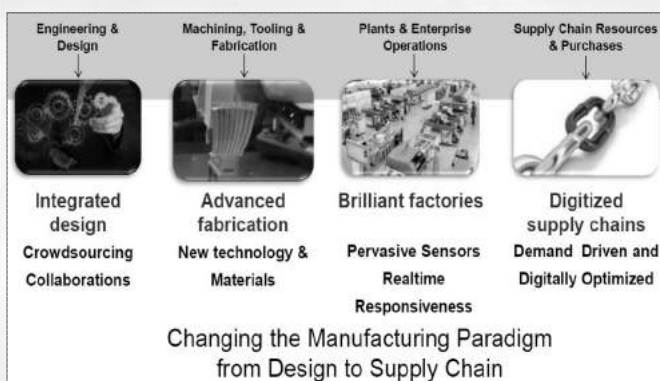 Engineering &
Design
Machining, Tooling &
Fabrication
Plants & Enterprise
Operations
Supply Chain Resources
& Purchases
Integrated
design
Crowdsourcing
Collaborations
Advanced
fabrication
New technology &
Materials
Brilliant factories
Pervasive Sensors
Realtime
Responsiveness
Digitized
supply chains
Demand Driven and
Digitally Optimized
Changing the Manufacturing Paradigm
from Design to Supply Chain